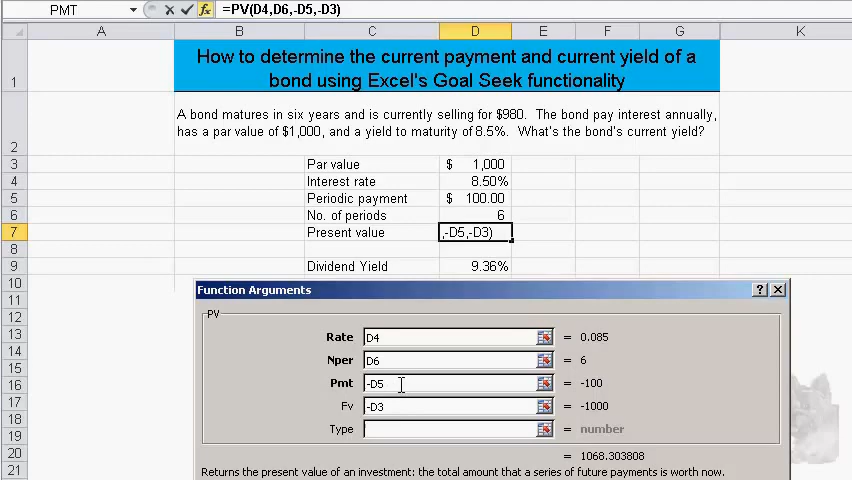 PMT =PV(D4,D6,-D5,-D3)
A B C D E F G K
1 How to determine the current payment and current yield of a
bond using Excel's Goal Seek functionality
A bond matures in six years and is currently selling for $980. The bond pay interest annually,
has a par value of $1,000, and a yield to maturity of 8.5%. What's the bond's current yield?
2
3 Par value $ 1,000
4 Interest rate 8.50%
5 Periodic payment $ 100.00
6 No. of periods 6
7 Present value ,-D5,-D3)
8
9 Dividend Yield 9.36%
10
11 Function Arguments
12 PV
13 Rate D4 = 0.085
14
15 Nper D6 = 6
16 Pmt -D5 = -100
17 Fv -D3 = -1000
18
19 Type = number
20 = 1068.303808
21 Returns the present value of an investment: the total amount that a series of future payments is worth now.